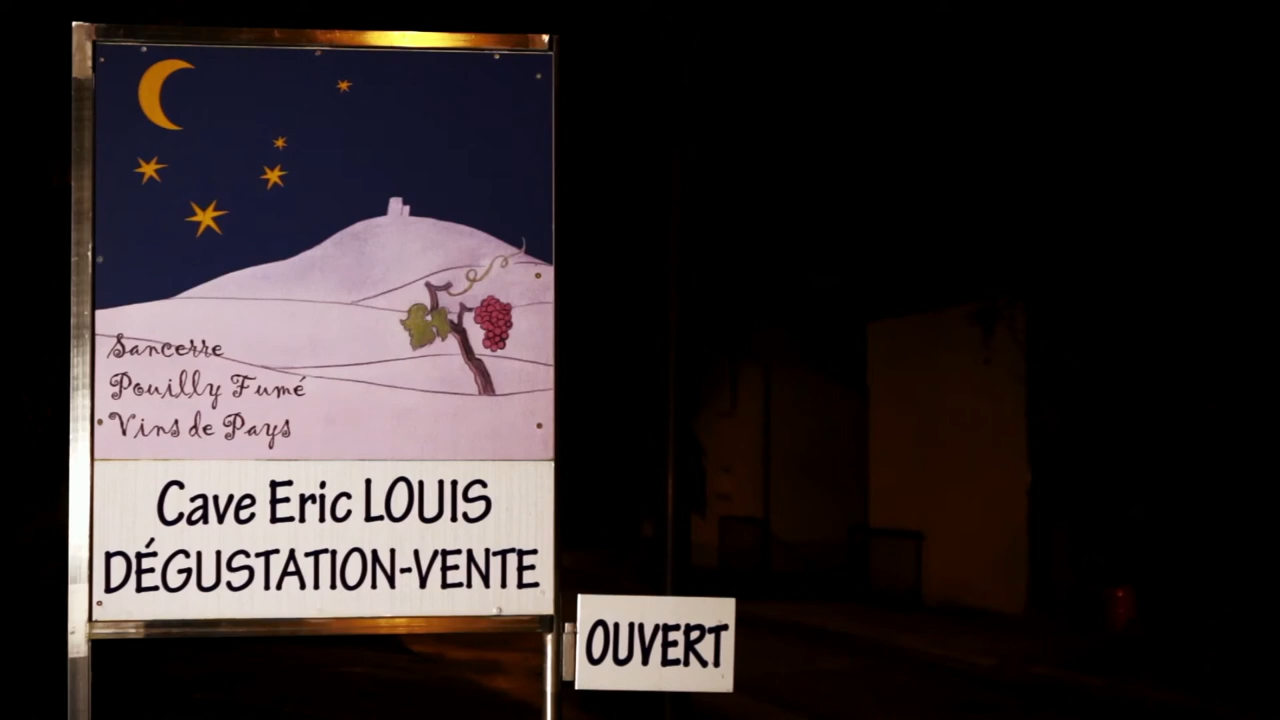 Sancerre
Pouilly Fumé
Vins de Pays
Cave Eric LOUIS
DÉGUSTATION-VENTE
OUVERT